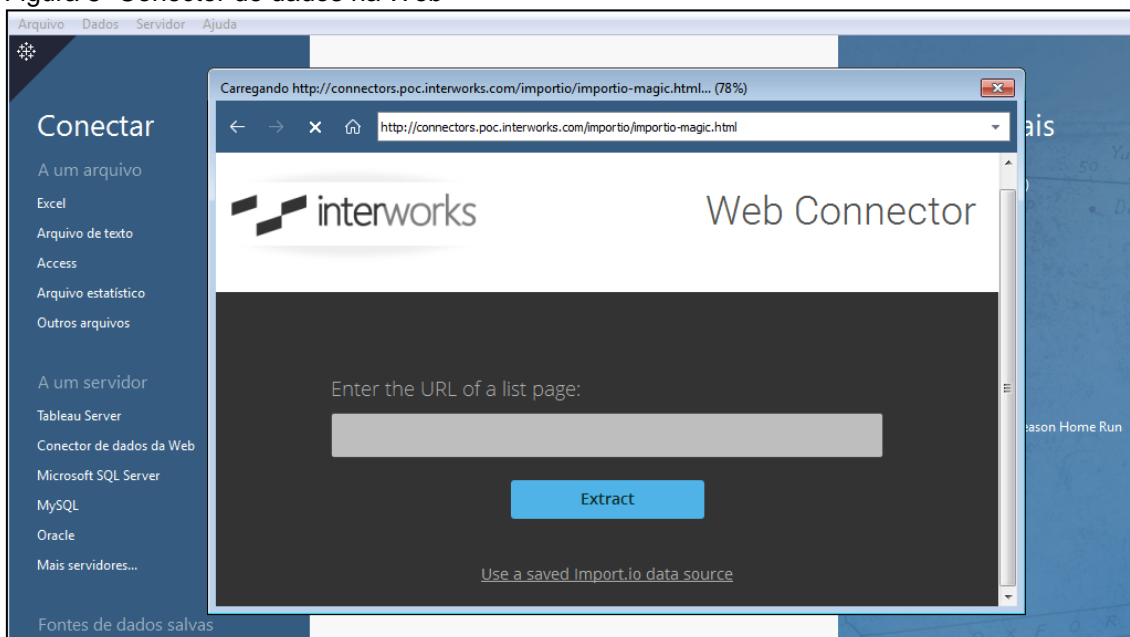 Arquivo Dados Servidor Ajuda
Carregando http://connectors.poc.interworks.com/importio/importio-magic.html... (78%)
http://connectors.poc.interworks.com/importio/importio-magic.html
Conectar
A um arquivo
Excel
Arquivo de texto
Access
Arquivo estatístico
Outros arquivos
A um servidor
Tableau Server
Conector de dados da Web
Microsoft SQL Server
MySQL
Oracle
Mais servidores...
Fontes de dados salvas
interworks
Web Connector
Enter the URL of a list page:
Extract
Use a saved Import.io data source
ais
eason Home Run